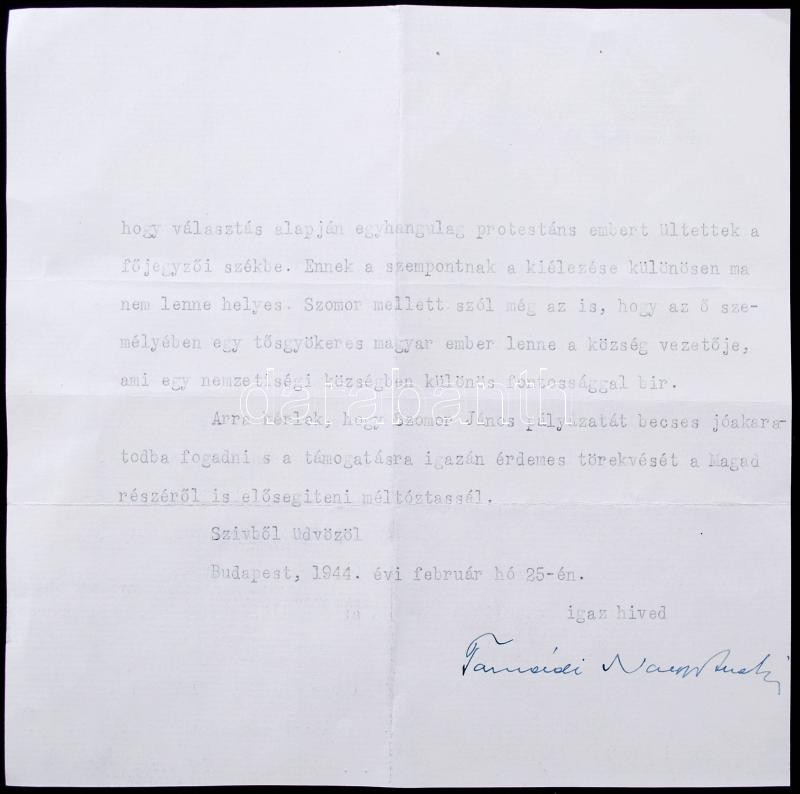 hogy választás alapján egyhangulag protestáns embert ültettek a
főjegyzői székbe. Ennek a szempontnak a kiélezése különösen ma
nem lenne helyes. Szomor mellett szól még az is, hogy az ő sze-
mélyében egy tősgyökeres magyar ember lenne a község vezetője,
ami egy nemzetiségi községben különös fontossággal bir.
Arra kérlek, hogy Szomor János pályázatát becses jóakara-
todba fogadni s a támogatásra igazán érdemes törekvését a Magad
részéről is elősegiteni méltóztassál.
Szivből üdvözöl
Budapest, 1944. évi február hó 25-én.
igaz hived
darabanth